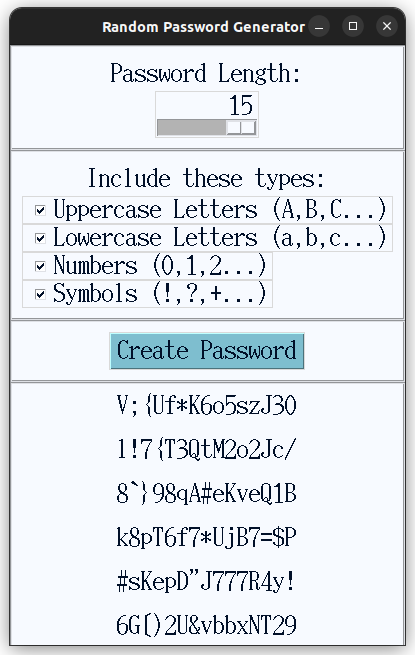 Random Password Generator
Password Length:
15
Include these types:
Uppercase Letters (A,B,C...)
Lowercase Letters (a,b,c...)
Numbers (0,1,2...)
Symbols (!,?,+...)
Create Password
V;{Uf*K6o5szJ30
l!7{T3QtM2o2Jc/
8`}98qA#eKveQ1B
k8pT6f7*UjB7=$P
#sKepD"J777R4y!
6G()2U&vbbxNT29